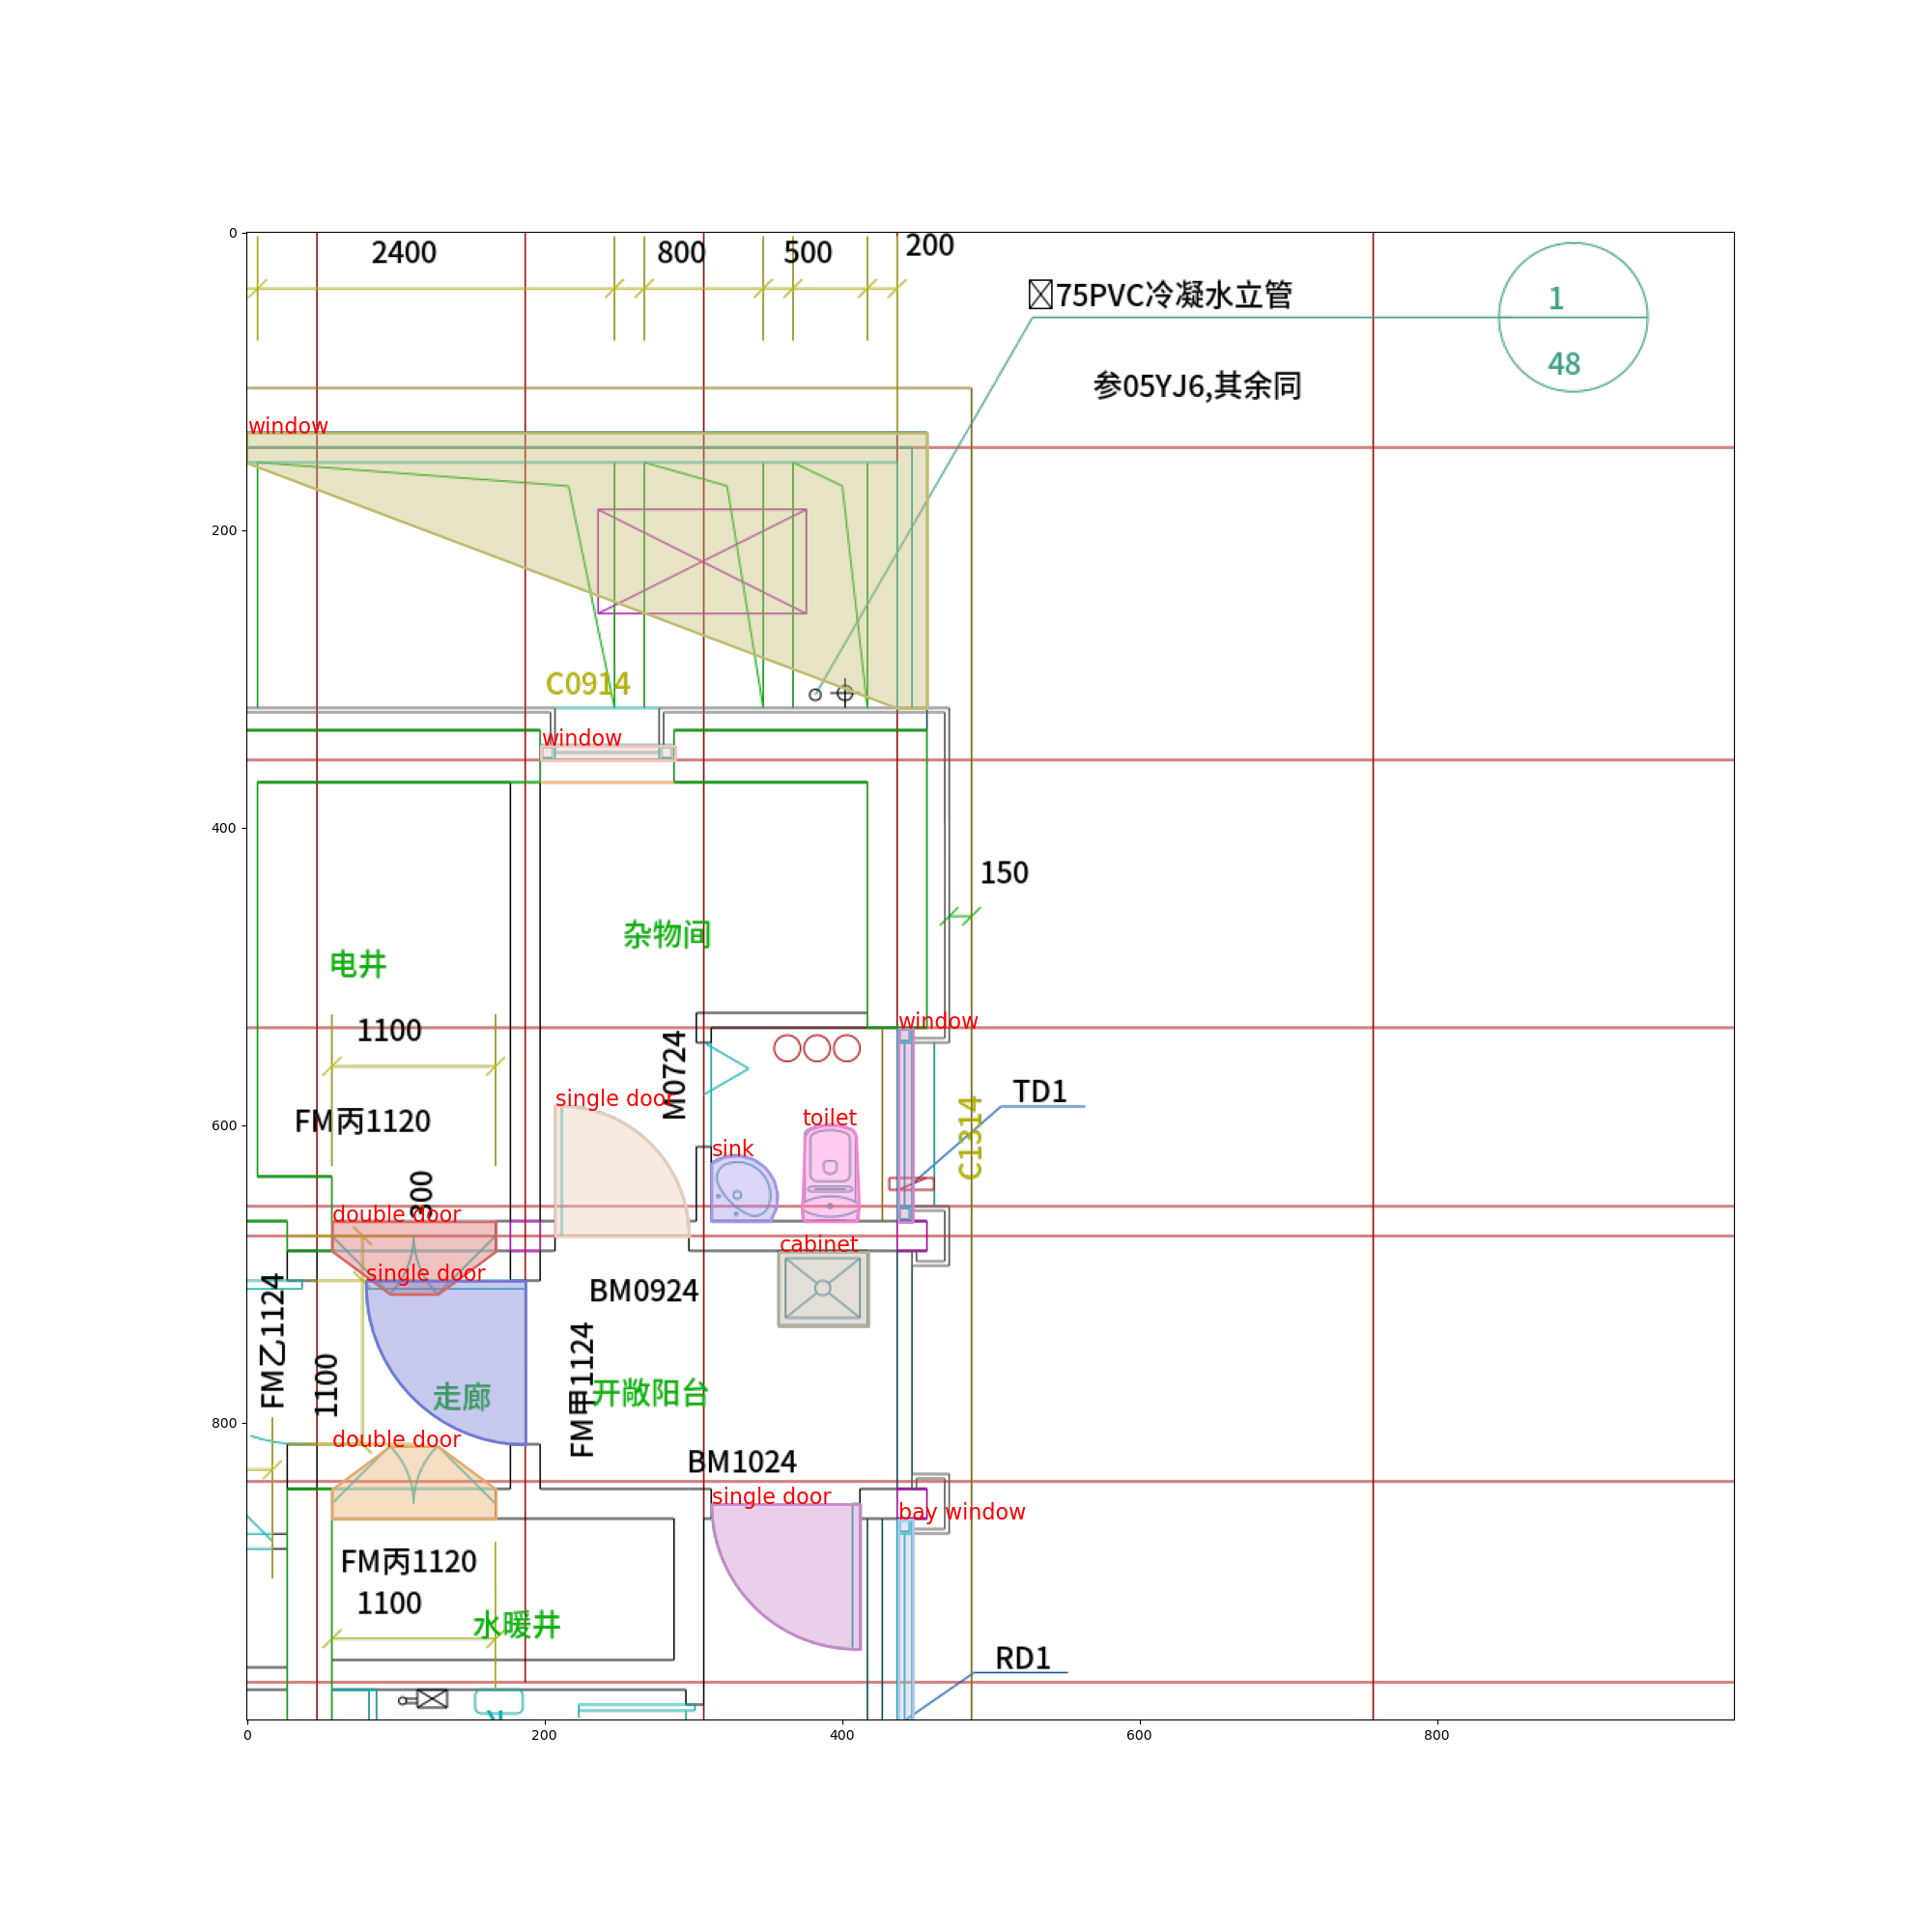 2400
800
500
200
⊠75PVC冷凝水立管
1
48
参05YJ6,其余同
window
C0914
window
150
杂物间
电井
1100
window
M0724
TD1
single door
C1314
FM丙1120
toilet
sink
300
double door
cabinet
single door
BM0924
FM乙1124
1100
走廊
FM甲1124
开敞阳台
double door
BM1024
single door
bay window
FM丙1120
1100
水暖井
RD1
0
200
400
600
800
0
200
400
600
800